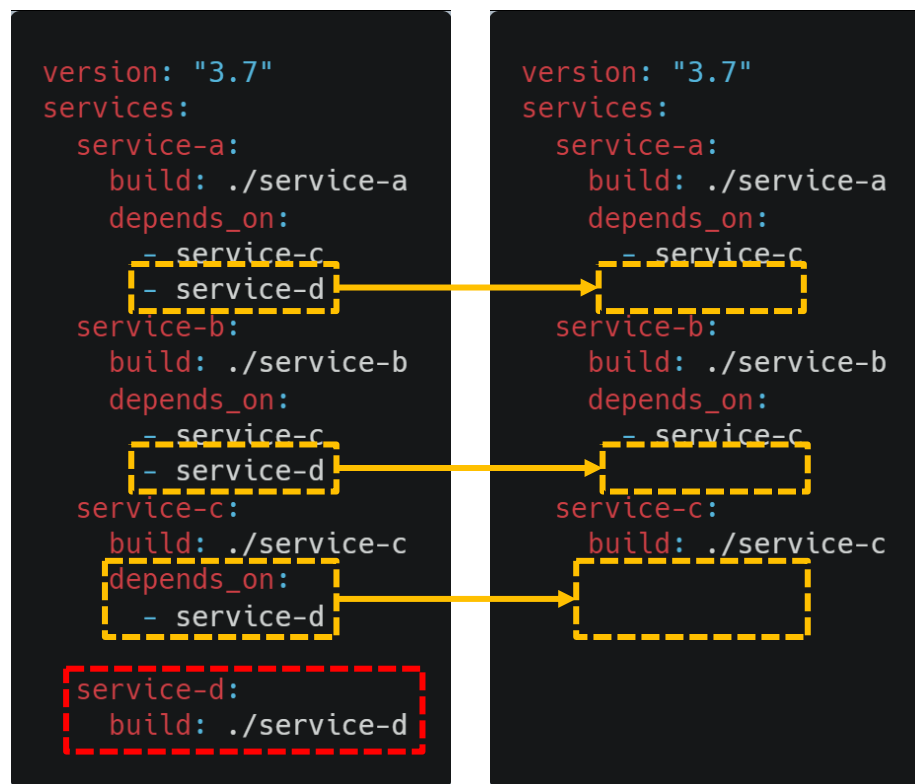 version: "3.7"
services:
  service-a:
    build: ./service-a
    depends_on:
      - service-c
      - service-d
  service-b:
    build: ./service-b
    depends_on:
      - service-c
      - service-d
  service-c:
    build: ./service-c
    depends_on:
      - service-d
  service-d:
    build: ./service-d
version: "3.7"
services:
  service-a:
    build: ./service-a
    depends_on:
      - service-c
  service-b:
    build: ./service-b
    depends_on:
      - service-c
  service-c:
    build: ./service-c